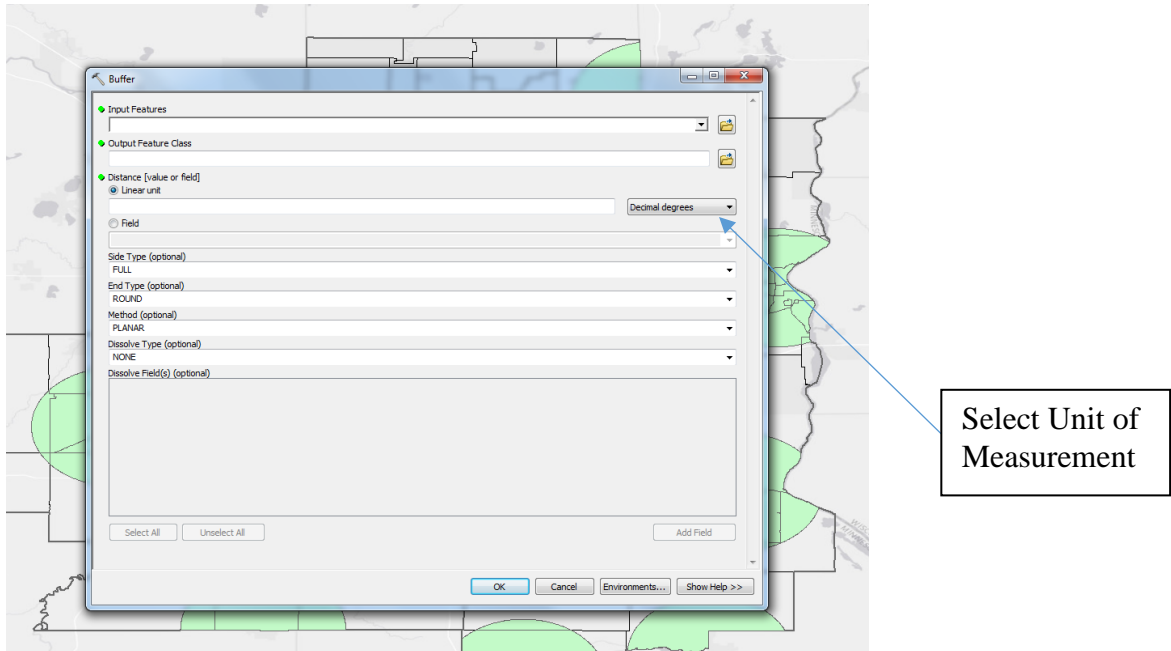 Buffer
Input Features
Output Feature Class
Distance [value or field]
Linear unit
Decimal degrees
Field
Side Type (optional)
FULL
End Type (optional)
ROUND
Method (optional)
PLANAR
Dissolve Type (optional)
NONE
Dissolve Field(s) (optional)
Select All
Unselect All
Add Field
OK
Cancel
Environments...
Show Help >>
Select Unit of
Measurement